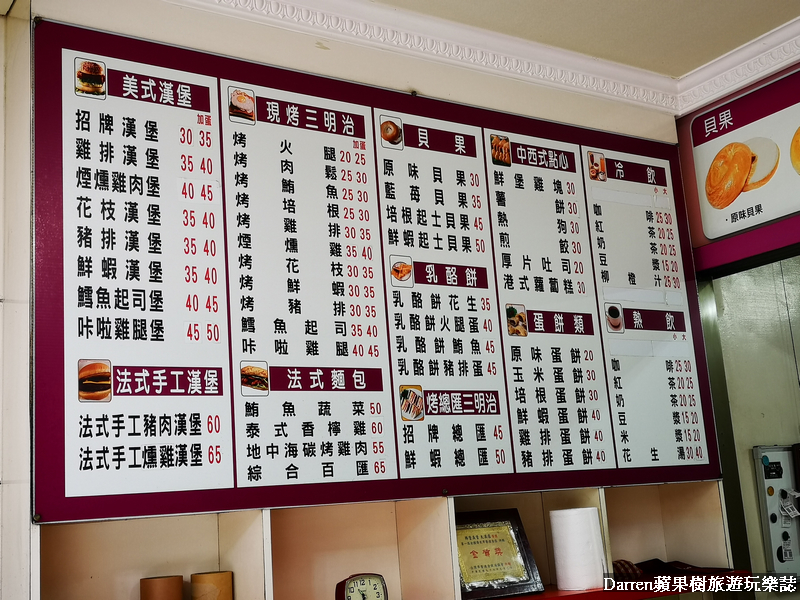 美式漢堡
加蛋
招牌漢堡 30 35
雞排漢堡 35 40
煙燻雞肉堡 40 45
花枝漢堡 35 40
豬排漢堡 35 40
鮮蝦漢堡 35 40
鱈魚起司堡 40 45
咔啦雞腿堡 45 50
法式手工漢堡
法式手工豬肉漢堡 60
法式手工燻雞漢堡 65
現烤三明治
加蛋
烤火腿 20 25
烤肉鬆 25 30
烤鮪魚 25 30
烤培根 25 30
烤雞排 30 35
煙燻雞 35 40
烤花枝 30 35
烤鮮蝦 30 35
烤豬排 30 35
鱈魚起司 35 40
咔啦雞腿 40 45
法式麵包
鮪魚蔬菜 50
泰式香檸雞 60
地中海碳烤雞肉 55
綜合百匯 65
貝果
原味貝果 30
藍莓貝果 35
培根起士貝果 45
鮮蝦起士貝果 50
乳酪餅
乳酪餅花生 35
乳酪餅火腿蛋 40
乳酪餅鮪魚 45
乳酪餅豬排蛋 45
烤總匯三明治
招牌總匯 45
鮮蝦總匯 50
中西式點心
鮮堡雞塊 30
薯餅 30
熱狗 30
煎餃 30
厚片吐司 20
港式蘿蔔糕 30
蛋餅類
原味蛋餅 20
玉米蛋餅 30
培根蛋餅 30
鮮蝦蛋餅 40
雞排蛋餅 40
豬排蛋餅 40
冷飲
小 大
咖啡 25 30
紅茶 20 25
奶茶 20 25
豆漿 15 20
柳橙汁 25 30
熱飲
小 大
咖啡 25 30
紅茶 20 25
奶茶 20 25
豆漿 15 20
米漿 15 20
花生湯 30 40
貝果
・原味貝果
金質獎
Darren蘋果樹旅遊玩樂誌